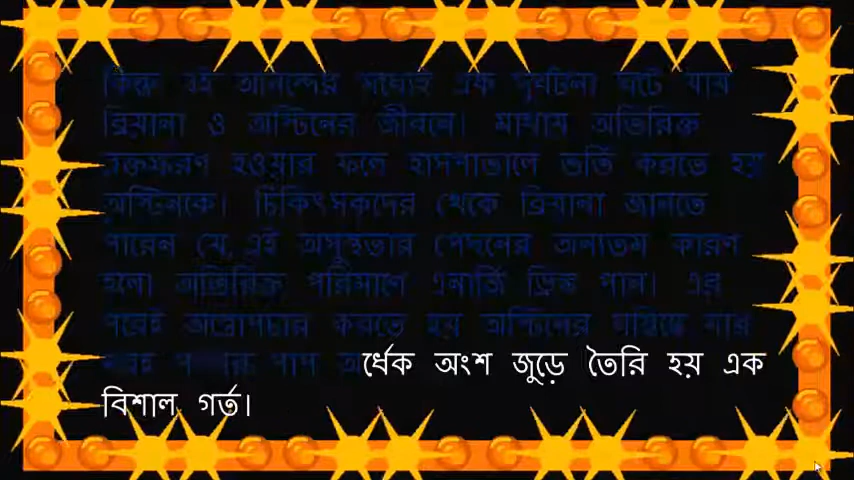 কিন্তু এই আনন্দের মধ্যেই এক দুর্ঘটনা ঘটে যায়
ব্রিয়ানা ও অস্টিনের জীবনে। মাথায় অতিরিক্ত
রক্তক্ষরণ হওয়ার ফলে হাসপাতালে ভর্তি করতে হয়
অস্টিনকে। চিকিৎসকদের থেকে ব্রিয়ানা জানতে
পারেন যে, এই অসুস্থতার পেছনের অন্যতম কারণ
হলো অতিরিক্ত পরিমাণে এনার্জি ড্রিঙ্ক পান। এর
পরেই অস্ত্রোপচার করতে হয় অস্টিনের মস্তিষ্কে যার
র্ধেক অংশ জুড়ে তৈরি হয় এক
বিশাল গর্ত।